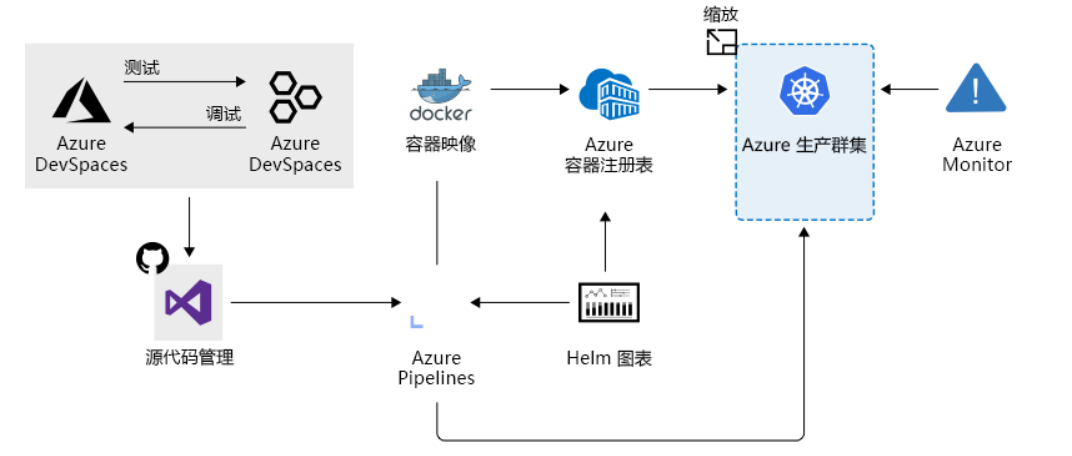 缩放
测试
调试
Azure
DevSpaces
Azure
DevSpaces
docker
容器映像
Azure
容器注册表
Azure 生产群集
Azure
Monitor
源代码管理
Azure
Pipelines
Helm 图表